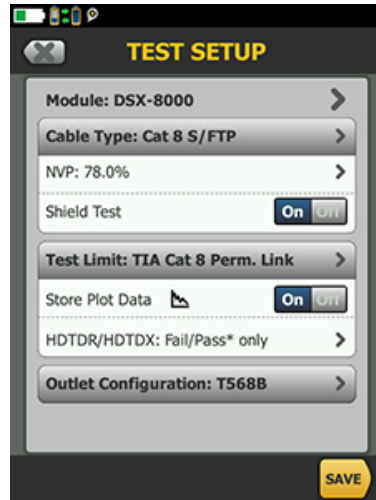 TEST SETUP
Module: DSX-8000
Cable Type: Cat 8 S/FTP
NVP: 78.0%
Shield Test On Off
Test Limit: TIA Cat 8 Perm. Link
Store Plot Data On Off
HDTDR/HDTDX: Fail/Pass* only
Outlet Configuration: T568B
SAVE